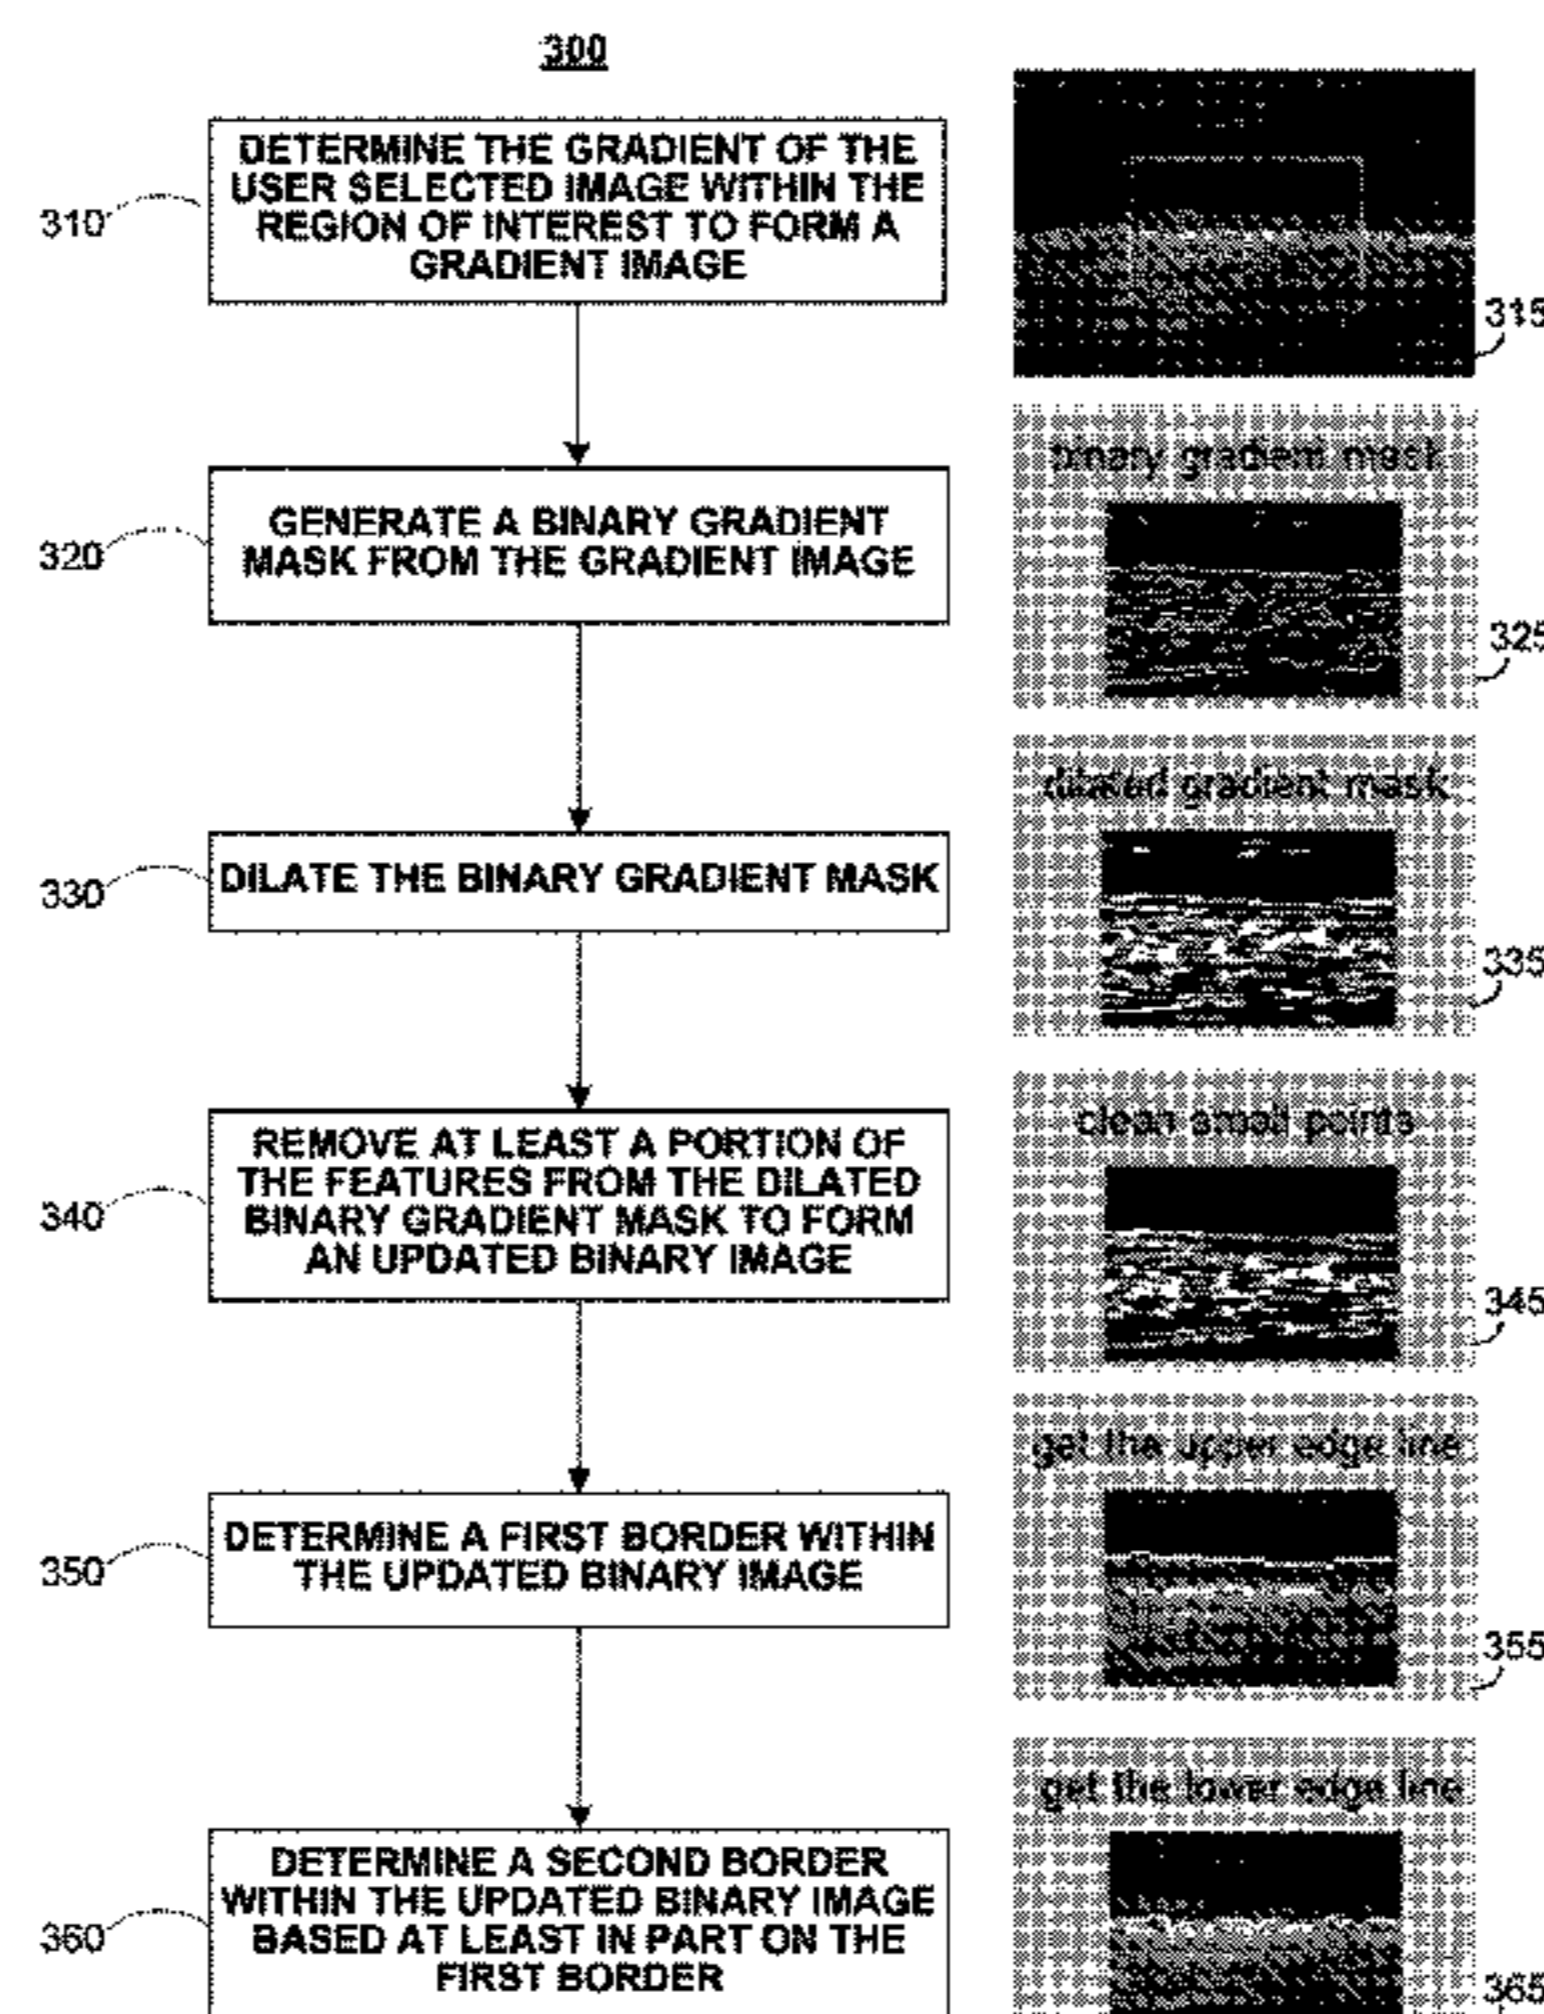 300
310
DETERMINE THE GRADIENT OF THE
USER SELECTED IMAGE WITHIN THE
REGION OF INTEREST TO FORM A
GRADIENT IMAGE
315
320
GENERATE A BINARY GRADIENT
MASK FROM THE GRADIENT IMAGE
binary gradient mask
325
330
DILATE THE BINARY GRADIENT MASK
dilated gradient mask
335
340
REMOVE AT LEAST A PORTION OF
THE FEATURES FROM THE DILATED
BINARY GRADIENT MASK TO FORM
AN UPDATED BINARY IMAGE
clean small points
345
350
DETERMINE A FIRST BORDER WITHIN
THE UPDATED BINARY IMAGE
get the upper edge line
355
360
DETERMINE A SECOND BORDER
WITHIN THE UPDATED BINARY IMAGE
BASED AT LEAST IN PART ON THE
FIRST BORDER
get the lower edge line
365